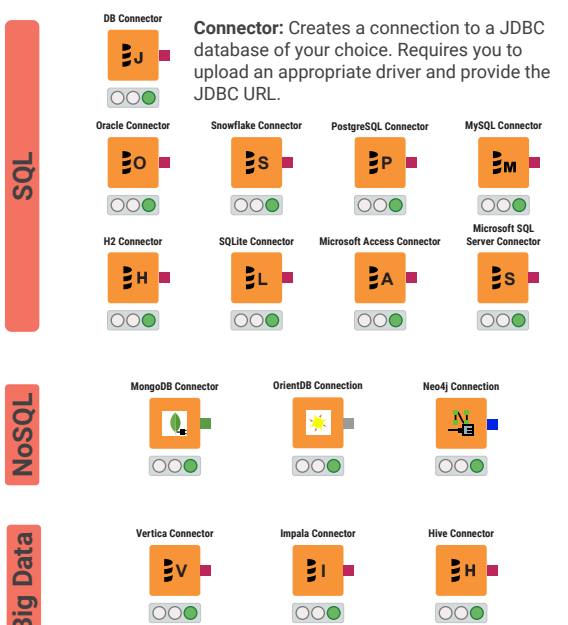 DB Connector
J
Connector: Creates a connection to a JDBC
database of your choice. Requires you to
upload an appropriate driver and provide the
JDBC URL.
SQL
Oracle Connector
Snowflake Connector
PostgreSQL Connector
MySQL Connector
O
S
P
M
H2 Connector
SQLite Connector
Microsoft Access Connector
Microsoft SQL
Server Connector
H
L
A
S
NoSQL
MongoDB Connector
OrientDB Connection
Neo4j Connection
Big Data
Vertica Connector
Impala Connector
Hive Connector
V
I
H